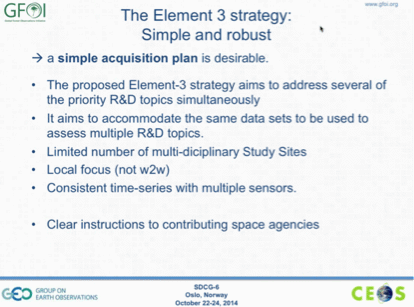 GFOI
www.gfoi.org
The Element 3 strategy:
Simple and robust
→ a simple acquisition plan is desirable.
• The proposed Element-3 strategy aims to address several of
the priority R&D topics simultaneously
• It aims to accommodate the same data sets to be used to
assess multiple R&D topics.
• Limited number of multi-diciplinary Study Sites
• Local focus (not w2w)
• Consistent time-series with multiple sensors.
• Clear instructions to contributing space agencies
GEO GROUP ON
EARTH OBSERVATIONS
SDCG-6
Oslo, Norway
October 22-24, 2014
CEOS